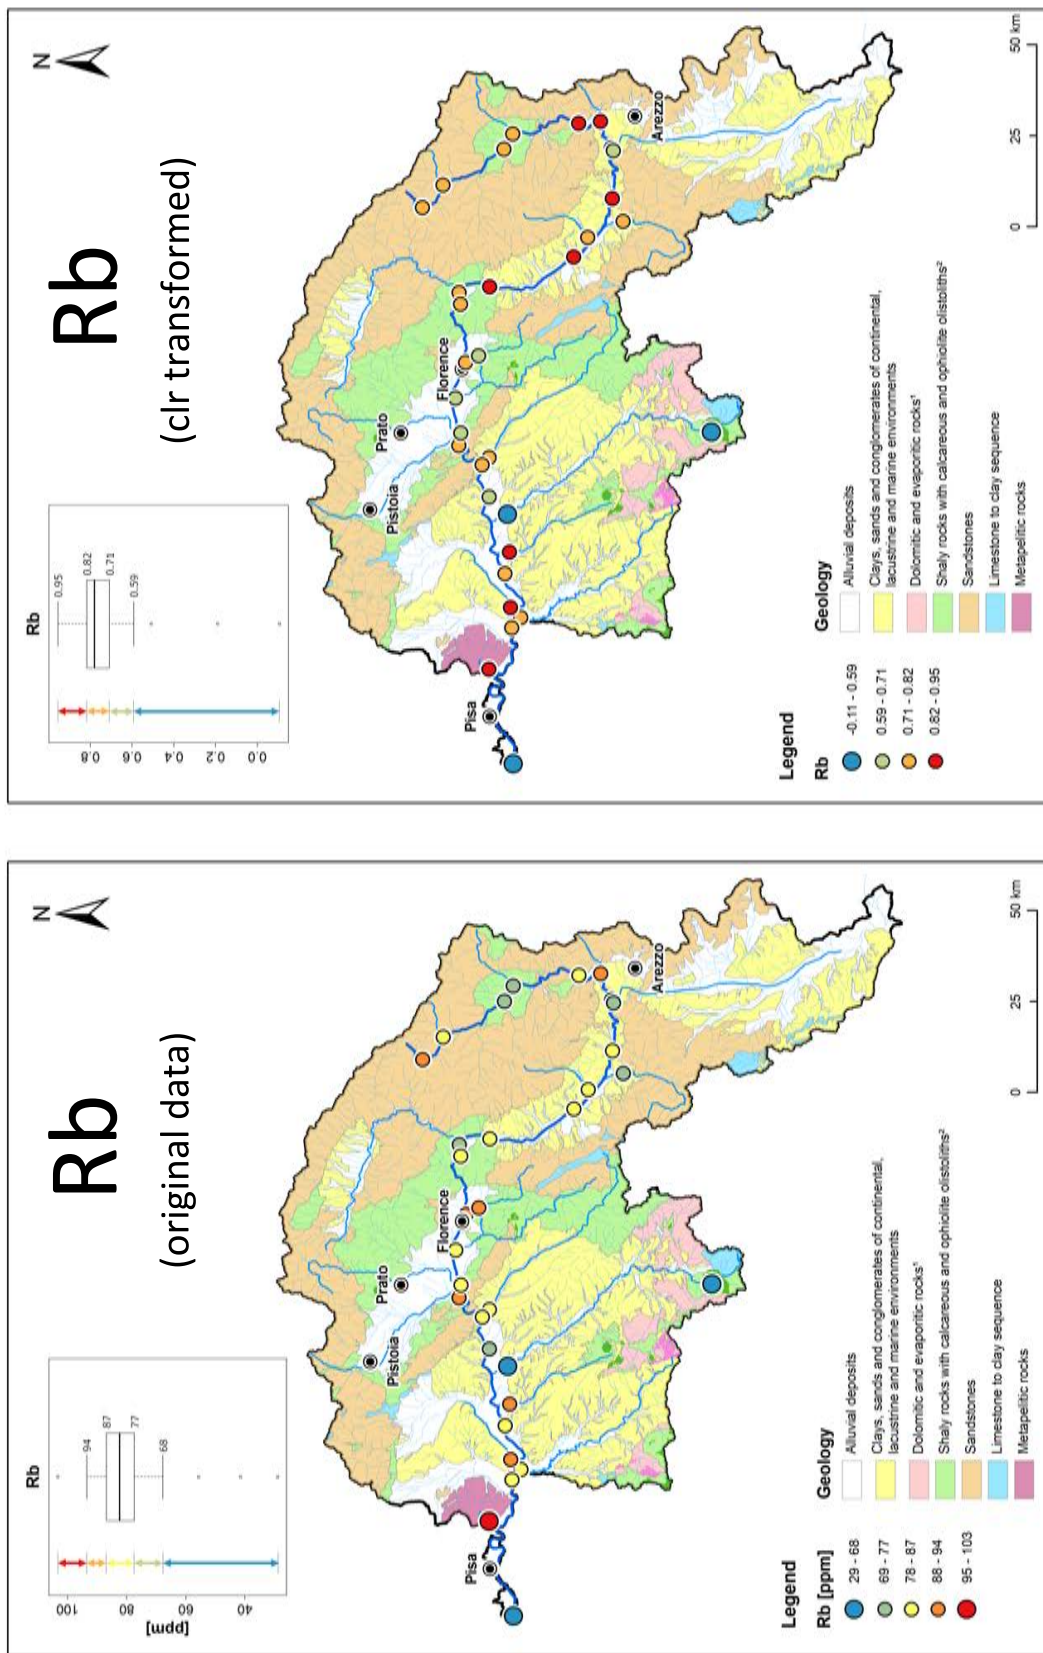 Rb
(original data)
N
Rb
94
87
77
68
100
80
60
40
[ppm]
Pistoia
Prato
Florence
Pisa
Arezzo
0
25
50 km
Legend
Rb [ppm]
29 - 68
69 - 77
78 - 87
88 - 94
95 - 103
Geology
Alluvial deposits
Clays, sands and conglomerates of continental,
lacustrine and marine environments
Dolomitic and evaporitic rocks¹
Shaly rocks with calcareous and ophiolite olistoliths²
Sandstones
Limestone to clay sequence
Metapelitic rocks
Rb
(clr transformed)
N
Rb
0.95
0.82
0.71
0.59
0.8
0.6
0.4
0.2
0.0
Pistoia
Prato
Florence
Pisa
Arezzo
0
25
50 km
Legend
Rb
-0.11 - 0.59
0.59 - 0.71
0.71 - 0.82
0.82 - 0.95
Geology
Alluvial deposits
Clays, sands and conglomerates of continental,
lacustrine and marine environments
Dolomitic and evaporitic rocks¹
Shaly rocks with calcareous and ophiolite olistoliths²
Sandstones
Limestone to clay sequence
Metapelitic rocks